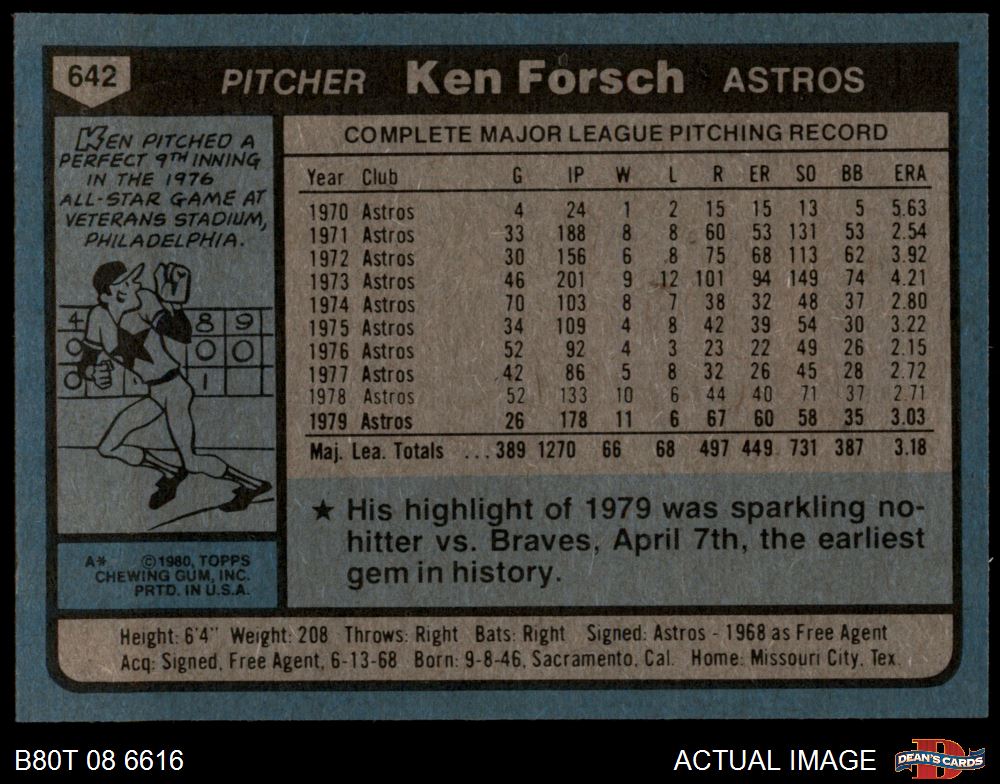 642 PITCHER Ken Forsch ASTROS
KEN PITCHED A
PERFECT 9TH INNING
IN THE 1976
ALL-STAR GAME AT
VETERANS STADIUM,
PHILADELPHIA.
4 8 9
0 0 0
0 1
A* ©1980, TOPPS
CHEWING GUM, INC.
PRTD. IN U.S.A.
COMPLETE MAJOR LEAGUE PITCHING RECORD
Year Club G IP W L R ER SO BB ERA
1970 Astros 4 24 1 2 15 15 13 5 5.63
1971 Astros 33 188 8 8 60 53 131 53 2.54
1972 Astros 30 156 6 8 75 68 113 62 3.92
1973 Astros 46 201 9 12 101 94 149 74 4.21
1974 Astros 70 103 8 7 38 32 48 37 2.80
1975 Astros 34 109 4 8 42 39 54 30 3.22
1976 Astros 52 92 4 3 23 22 49 26 2.15
1977 Astros 42 86 5 8 32 26 45 28 2.72
1978 Astros 52 133 10 6 44 40 71 37 2.71
1979 Astros 26 178 11 6 67 60 58 35 3.03
Maj. Lea. Totals ...389 1270 66 68 497 449 731 387 3.18
★ His highlight of 1979 was sparkling no-
hitter vs. Braves, April 7th, the earliest
gem in history.
Height: 6'4" Weight: 208 Throws: Right Bats: Right Signed: Astros - 1968 as Free Agent
Acq: Signed, Free Agent, 6-13-68 Born: 9-8-46, Sacramento, Cal. Home: Missouri City, Tex.
B80T 08 6616 ACTUAL IMAGE D DEAN'S CARDS